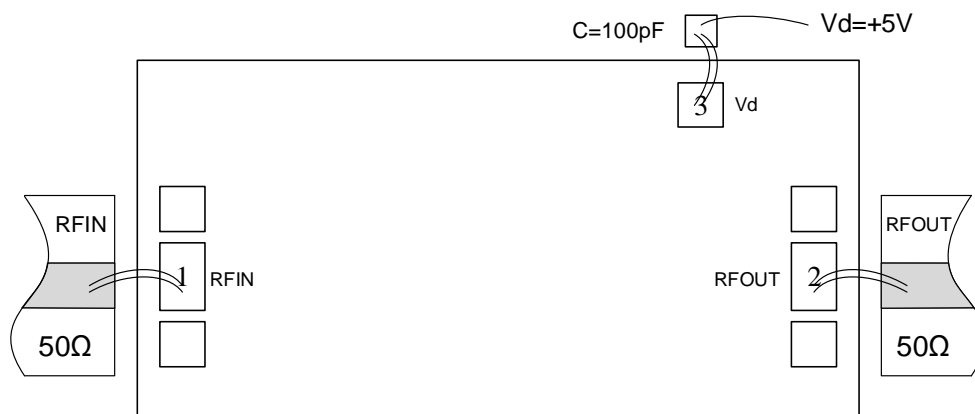 C=100pF
Vd=+5V
3
Vd
RFIN
RFOUT
1
RFIN
RFOUT
2
50Ω
50Ω